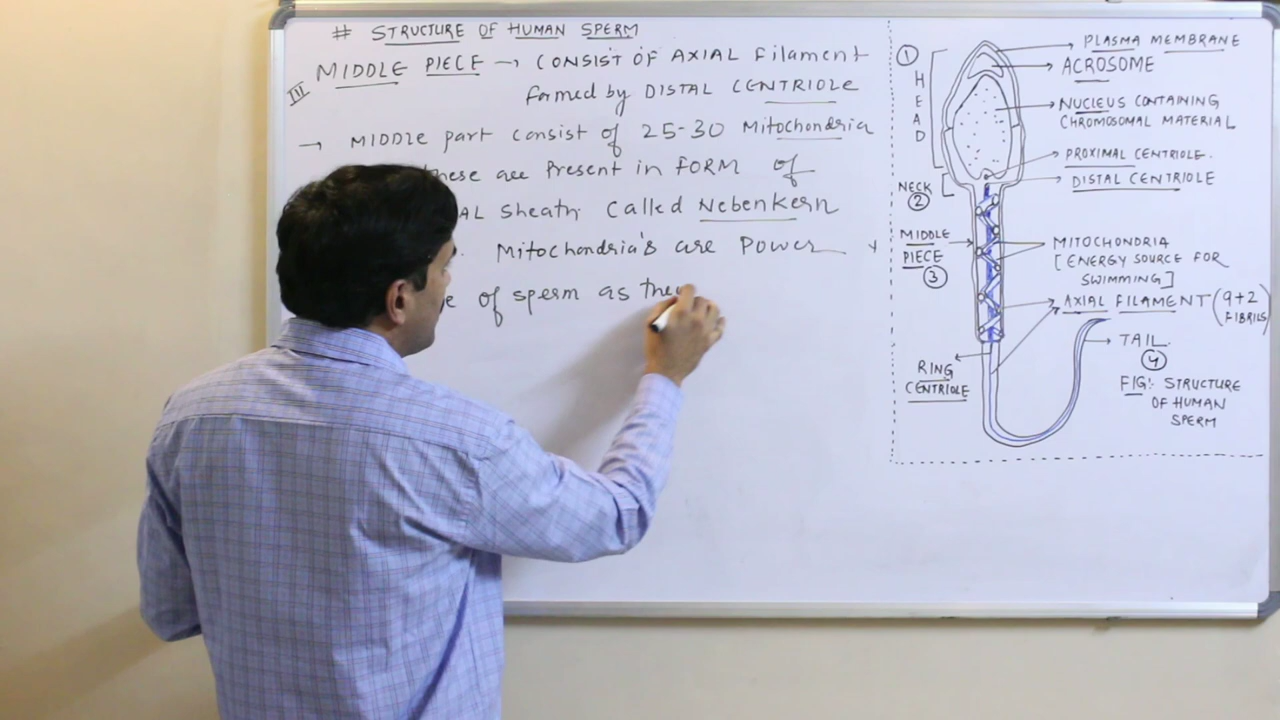 # STRUCTURE OF HUMAN SPERM
III MIDDLE PIECE → CONSIST OF AXIAL Filament
formed by DISTAL CENTRIOLE
→ MIDDLE part consist of 25-30 Mitochondria
these are Present in FORM of
AL Sheath Called Nebenkern
Mitochondria's are Power
of sperm as they
① HEAD
PLASMA MEMBRANE
ACROSOME
NUCLEUS CONTAINING
CHROMOSOMAL MATERIAL
PROXIMAL CENTRIOLE.
DISTAL CENTRIOLE
NECK
②
MIDDLE
PIECE
③
MITOCHONDRIA
[ENERGY SOURCE FOR
SWIMMING]
AXIAL FILAMENT (9+2
FIBRILS)
RING
CENTRIOLE
TAIL
④
FIG:- STRUCTURE
OF HUMAN
SPERM